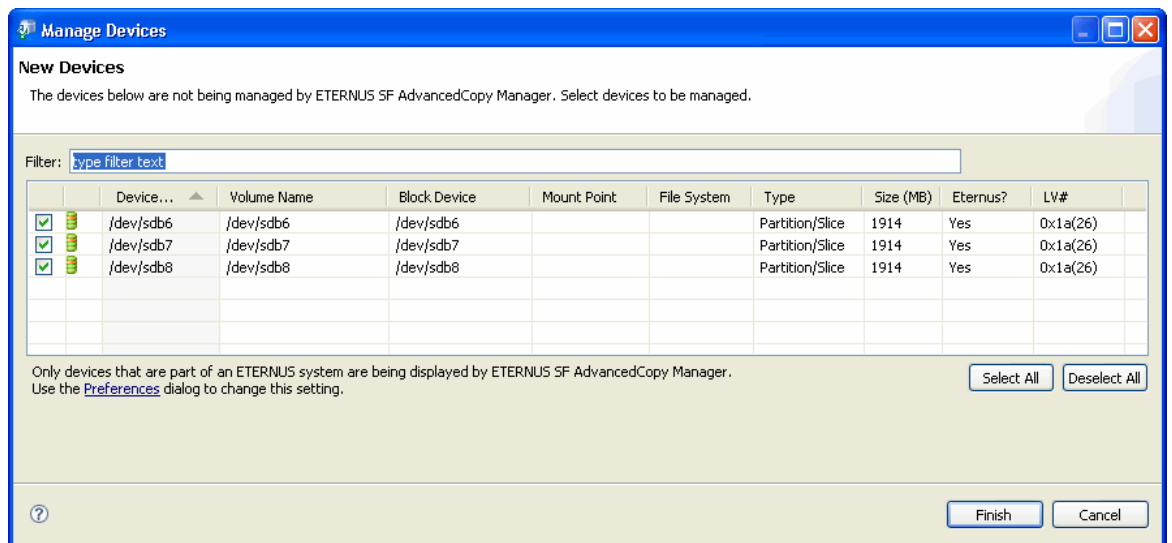 Manage Devices
New Devices
The devices below are not being managed by ETERNUS SF AdvancedCopy Manager. Select devices to be managed.
Filter: type filter text
Device... Volume Name Block Device Mount Point File System Type Size (MB) Eternus? LV#
/dev/sdb6 /dev/sdb6 /dev/sdb6 Partition/Slice 1914 Yes 0x1a(26)
/dev/sdb7 /dev/sdb7 /dev/sdb7 Partition/Slice 1914 Yes 0x1a(26)
/dev/sdb8 /dev/sdb8 /dev/sdb8 Partition/Slice 1914 Yes 0x1a(26)
Only devices that are part of an ETERNUS system are being displayed by ETERNUS SF AdvancedCopy Manager.
Use the Preferences dialog to change this setting.
Select All Deselect All
? Finish Cancel